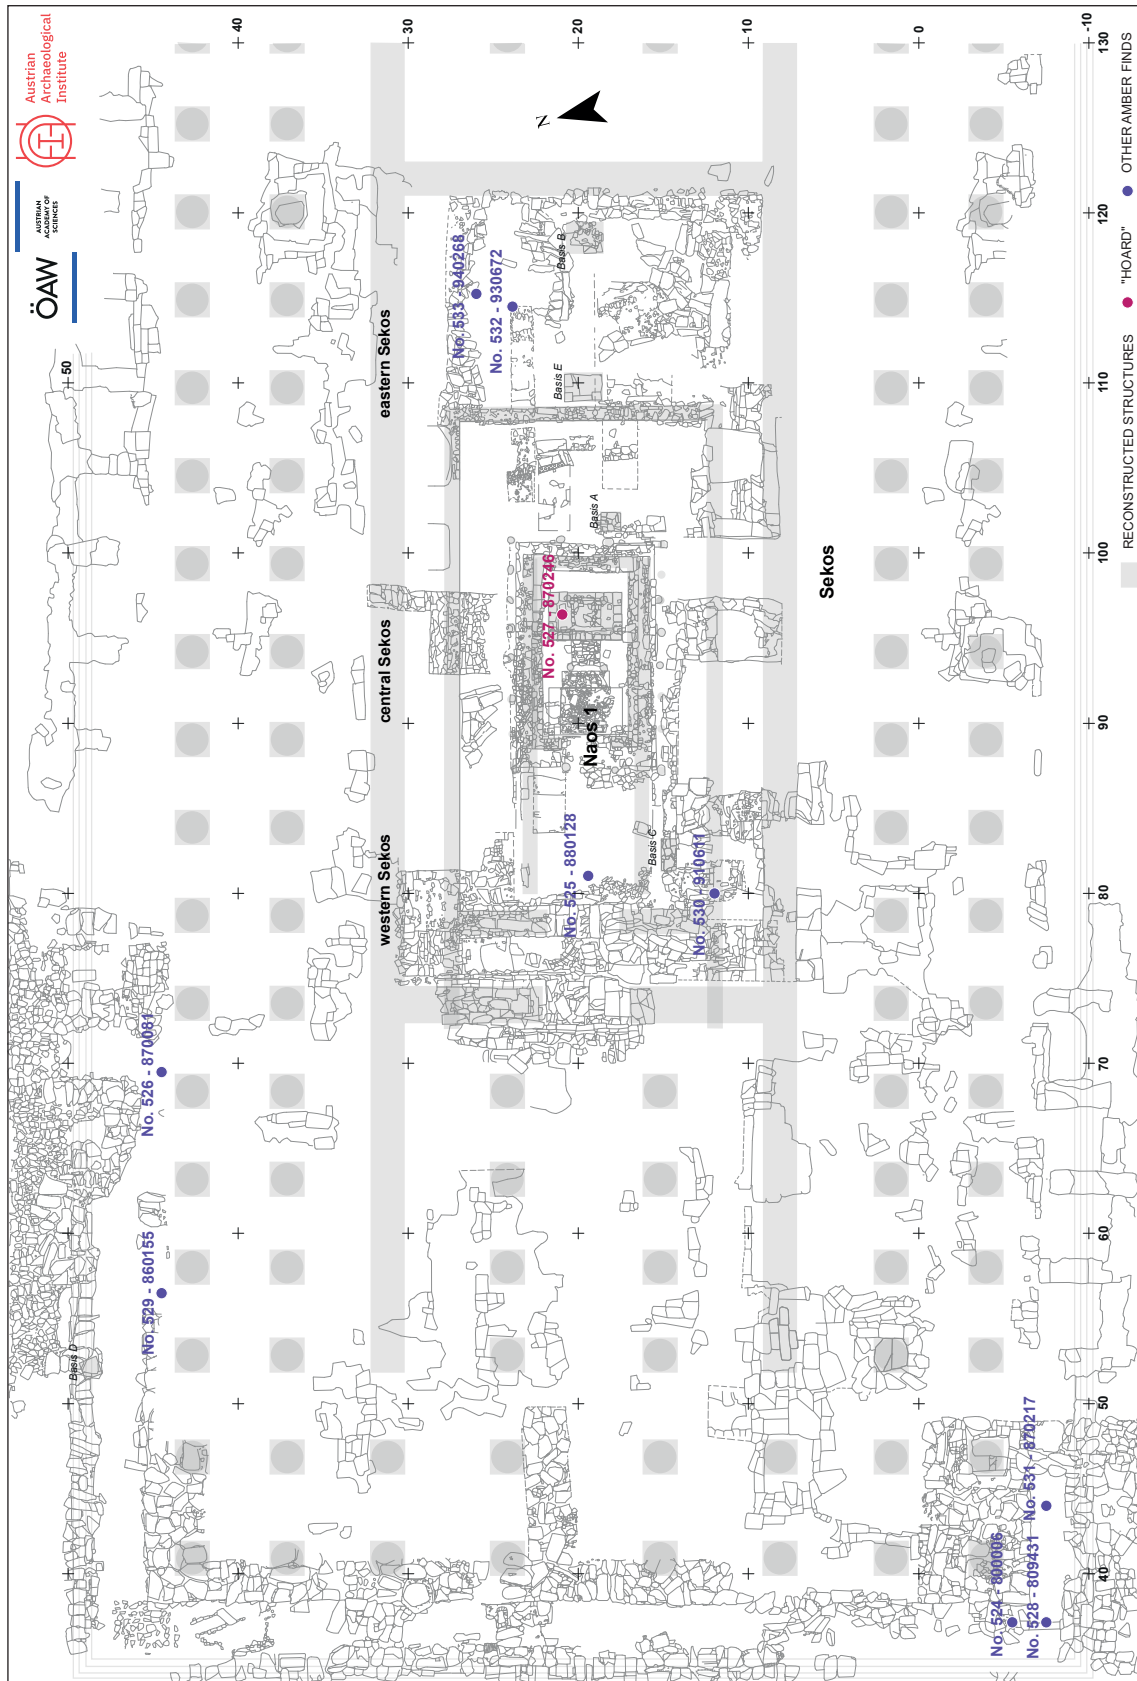 ÖAW
AUSTRIAN
ACADEMY OF
SCIENCES
Austrian
Archaeological
Institute
50
40
30
20
10
0
-10
130
120
110
100
90
80
70
60
50
40
N
western Sekos
central Sekos
eastern Sekos
Sekos
Naos 1
Basis A
Basis B
Basis C
Basis D
Basis E
No. 529 - 860155
No. 526 - 870081
No. 533 - 940268
No. 532 - 930672
No. 527 - 870246
No. 525 - 880128
No. 530 - 910611
No. 524 - 800006
No. 528 - 809431
No. 531 - 870217
RECONSTRUCTED STRUCTURES
"HOARD"
OTHER AMBER FINDS